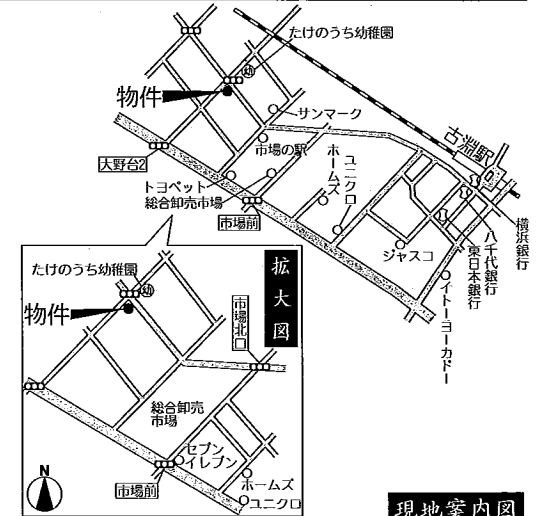 たけのうち幼稚園
幼
物件
サンマーク
大野台2
市場の駅
トヨペット
総合卸売市場
市場前
ホームズ
ユニクロ
ジャスコ
古淵駅
横浜銀行
八千代銀行
東日本銀行
イトーヨーカドー
拡大図
たけのうち幼稚園
幼
物件
市場北口
総合卸売
市場
セブン
イレブン
市場前
ホームズ
ユニクロ
N
現地案内図